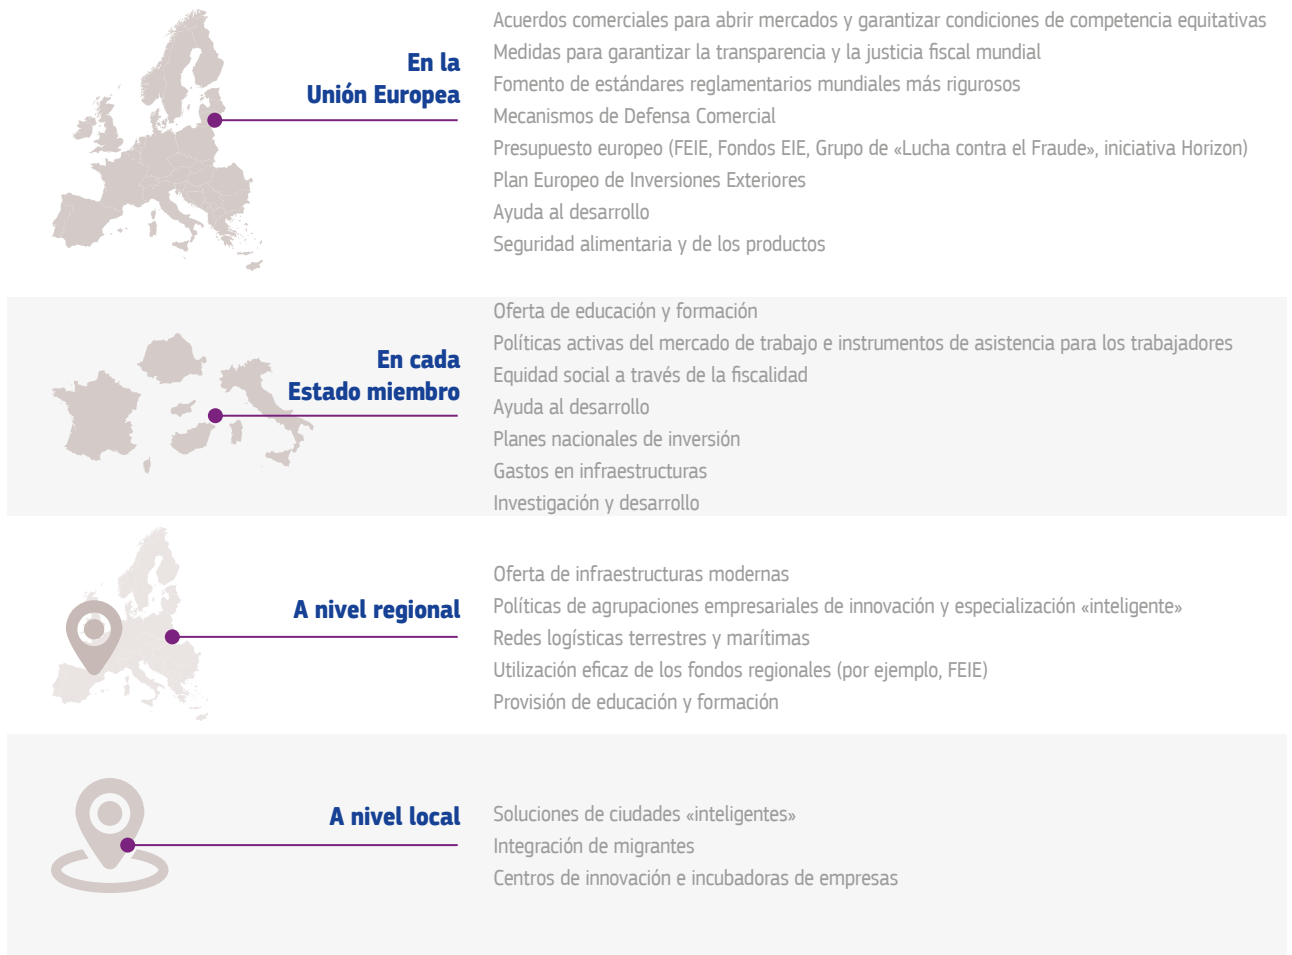 En la
Unión Europea
Acuerdos comerciales para abrir mercados y garantizar condiciones de competencia equitativas
Medidas para garantizar la transparencia y la justicia fiscal mundial
Fomento de estándares reglamentarios mundiales más rigurosos
Mecanismos de Defensa Comercial
Presupuesto europeo (FEIE, Fondos EIE, Grupo de «Lucha contra el Fraude», iniciativa Horizon)
Plan Europeo de Inversiones Exteriores
Ayuda al desarrollo
Seguridad alimentaria y de los productos
En cada
Estado miembro
Oferta de educación y formación
Políticas activas del mercado de trabajo e instrumentos de asistencia para los trabajadores
Equidad social a través de la fiscalidad
Ayuda al desarrollo
Planes nacionales de inversión
Gastos en infraestructuras
Investigación y desarrollo
A nivel regional
Oferta de infraestructuras modernas
Políticas de agrupaciones empresariales de innovación y especialización «inteligente»
Redes logísticas terrestres y marítimas
Utilización eficaz de los fondos regionales (por ejemplo, FEIE)
Provisión de educación y formación
A nivel local
Soluciones de ciudades «inteligentes»
Integración de migrantes
Centros de innovación e incubadoras de empresas